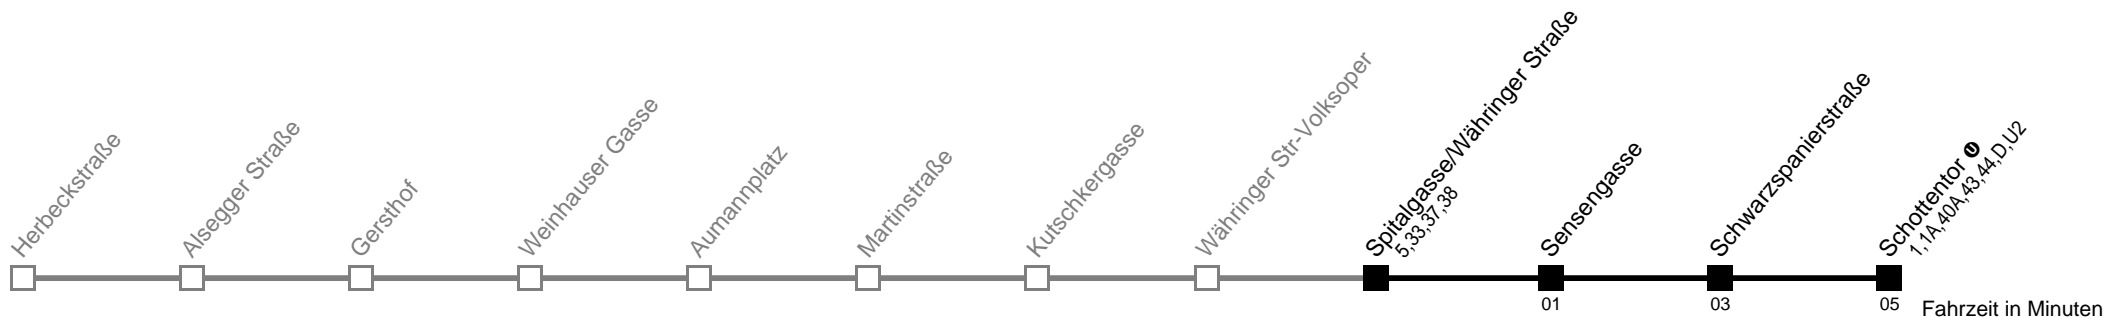 Herbeckstraße
Alsegger Straße
Gersthof
Weinhauser Gasse
Aumannplatz
Martinstraße
Kutschkergasse
Währinger Str-Volksoper
Spitalgasse/Währinger Straße
5,33,37,38
Sensengasse
Schwarzspanierstraße
Schottentor U
1,1A,40A,43,44,D,U2
01
03
05
Fahrzeit in Minuten